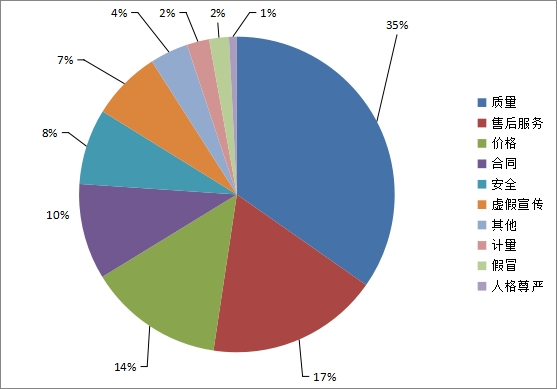 4%
2%
2%
1%
35%
7%
8%
10%
14%
17%
质量
售后服务
价格
合同
安全
虚假宣传
其他
计量
假冒
人格尊严